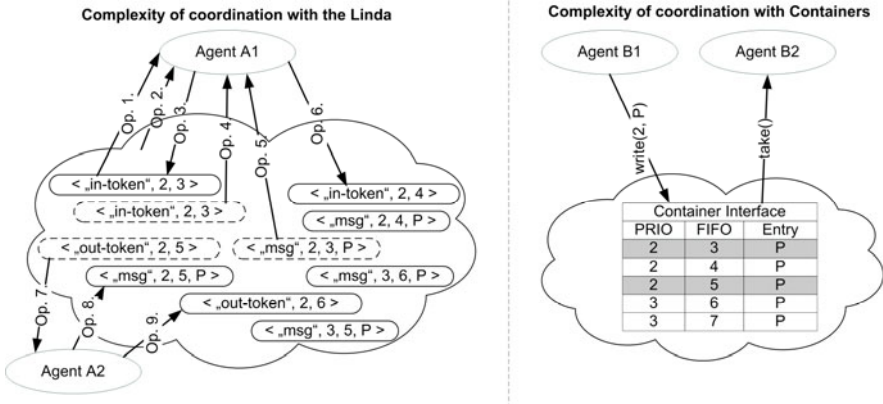 Complexity of coordination with the Linda
Agent A1
Op. 1.
Op. 2.
Op. 3.
Op. 4
Op. 5.
Op. 6.
< „in-token“, 2, 3 >
< „in-token“, 2, 4 >
< „in-token“, 2, 3 >
< „msg“, 2, 4, P >
< „out-token“, 2, 5 >
< „msg“, 2, 3, P >
< „msg“, 2, 5, P >
< „msg“, 3, 6, P >
< „out-token“, 2, 6 >
< „msg“, 3, 5, P >
Op. 7.
Op. 8.
Op. 9.
Agent A2
Complexity of coordination with Containers
Agent B1
Agent B2
write(2, P)
take()
Container Interface
PRIO FIFO Entry
2 3 P
2 4 P
2 5 P
3 6 P
3 7 P